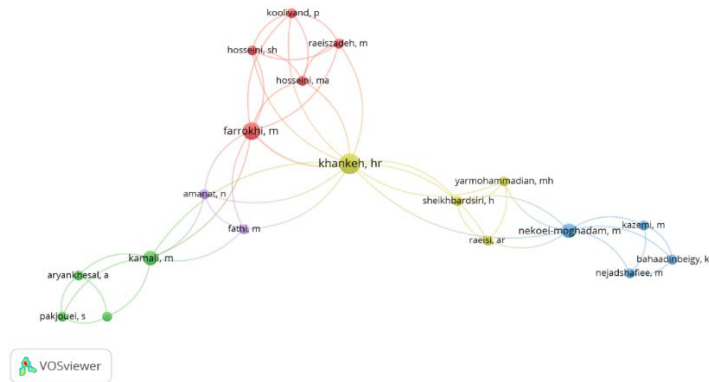 koolivand, p
hosseini, sh
raeiszadeh, m
hosseini, ma
farrokhi, m
khankeh, hr
yarmohammadian, mh
amanat, n
sheikhbardsiri, h
fathi, m
nekoei-moghadam, m
kazemi, m
raeisi, ar
kamali, m
bahaadinbeigy, k
aryankhesal, a
nejadshafiee, m
pakjouei, s
VOSviewer